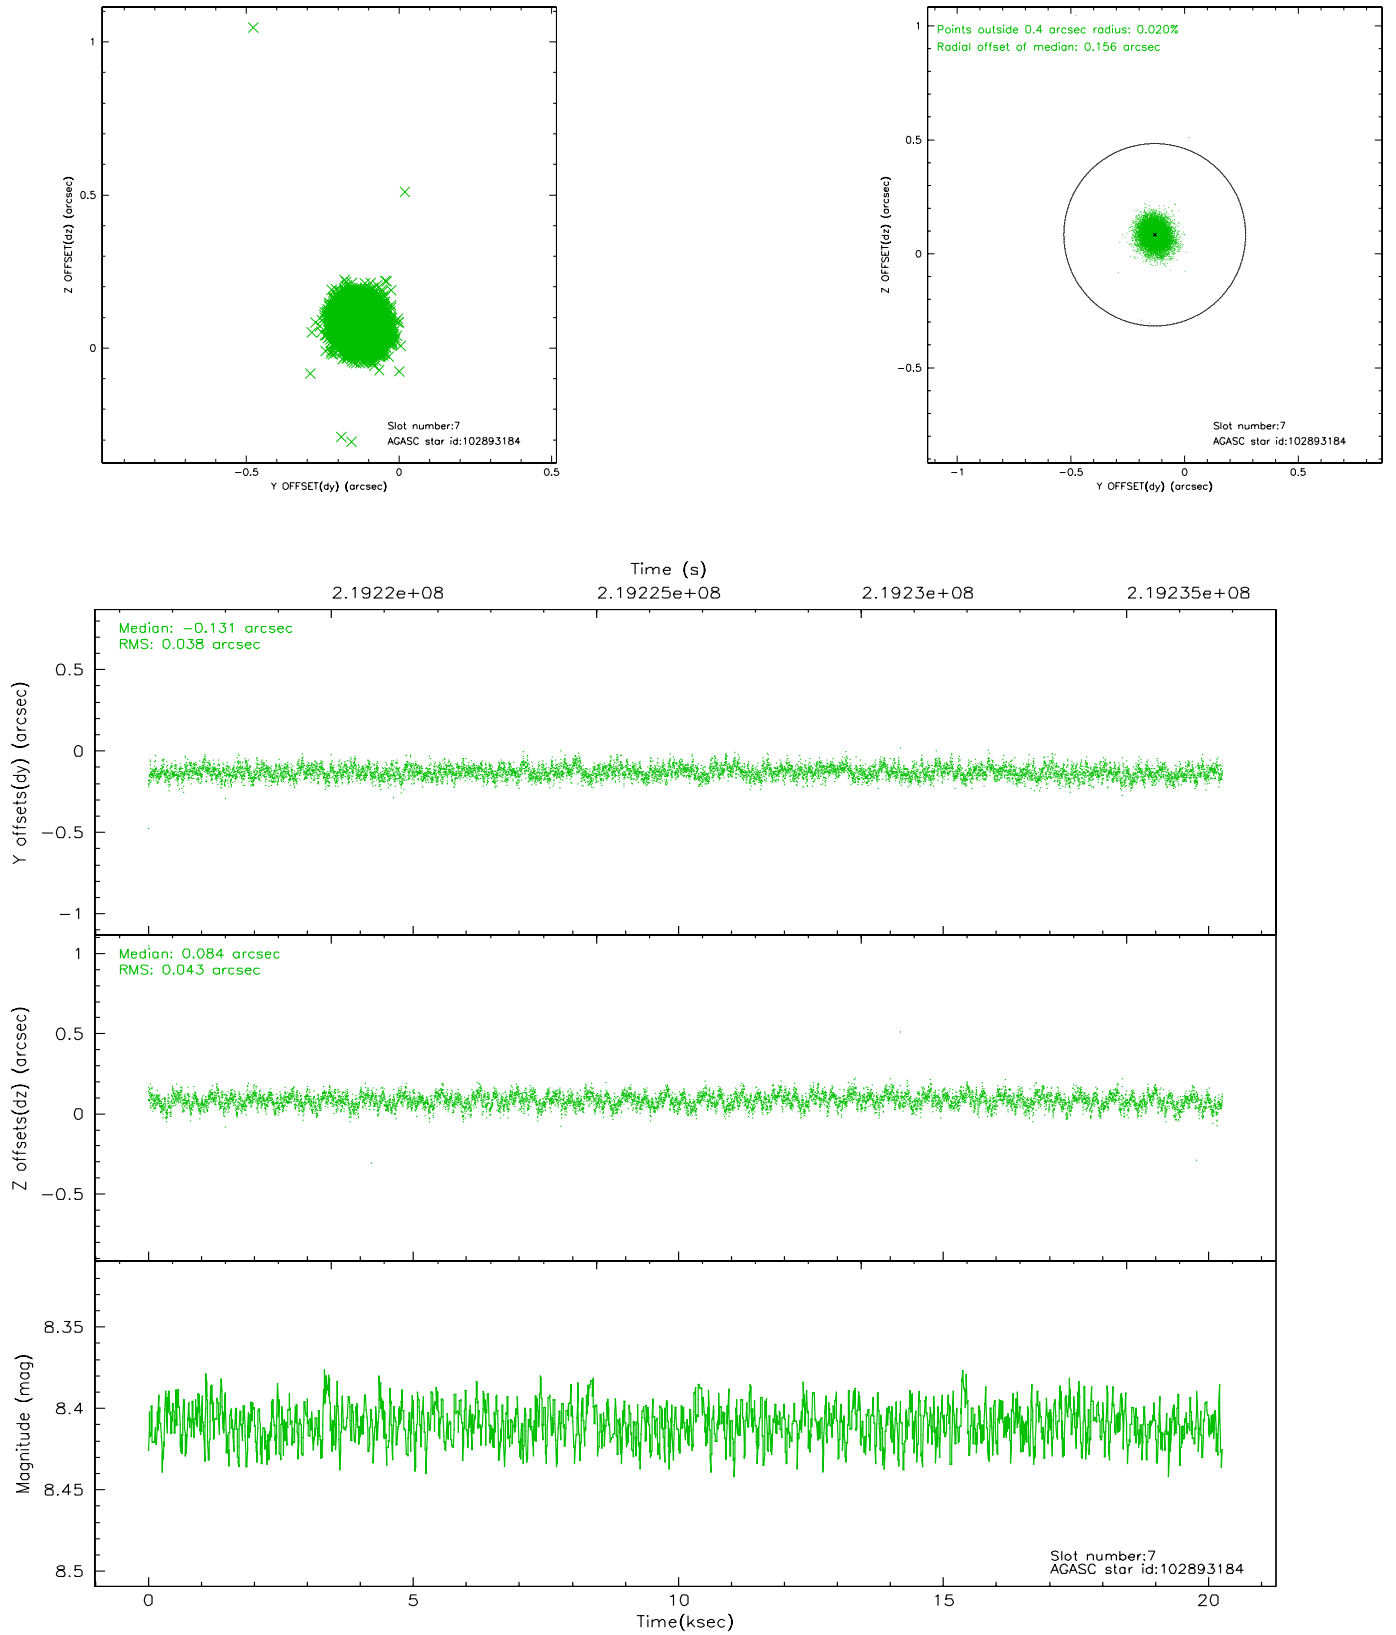 1
0.5
0
−0.5
0
0.5
Z OFFSET(dz) (arcsec)
Y OFFSET(dy) (arcsec)
Slot number:7
AGASC star id:102893184
Points outside 0.4 arcsec radius: 0.020%
Radial offset of median: 0.156 arcsec
1
0.5
0
−0.5
−1
−0.5
0
0.5
Z OFFSET(dz) (arcsec)
Y OFFSET(dy) (arcsec)
Slot number:7
AGASC star id:102893184
Time (s)
2.1922e+08
2.19225e+08
2.1923e+08
2.19235e+08
Median: −0.131 arcsec
RMS: 0.038 arcsec
0.5
0
−0.5
−1
Y offsets(dy) (arcsec)
Median: 0.084 arcsec
RMS: 0.043 arcsec
1
0.5
0
−0.5
Z offsets(dz) (arcsec)
8.35
8.4
8.45
8.5
Magnitude (mag)
Slot number:7
AGASC star id:102893184
0
5
10
15
20
Time(ksec)